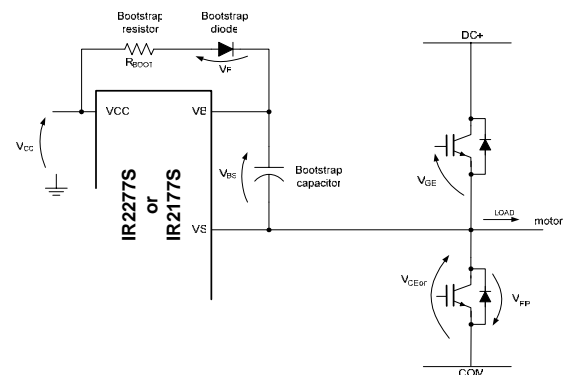 Bootstrap resistor
Bootstrap diode
RBOOT
VF
DC+
VCC
VB
VCC
VBS
Bootstrap capacitor
VGE
IR2277S
or
IR2177S
VS
LOAD
motor
VCEon
VFP
COM